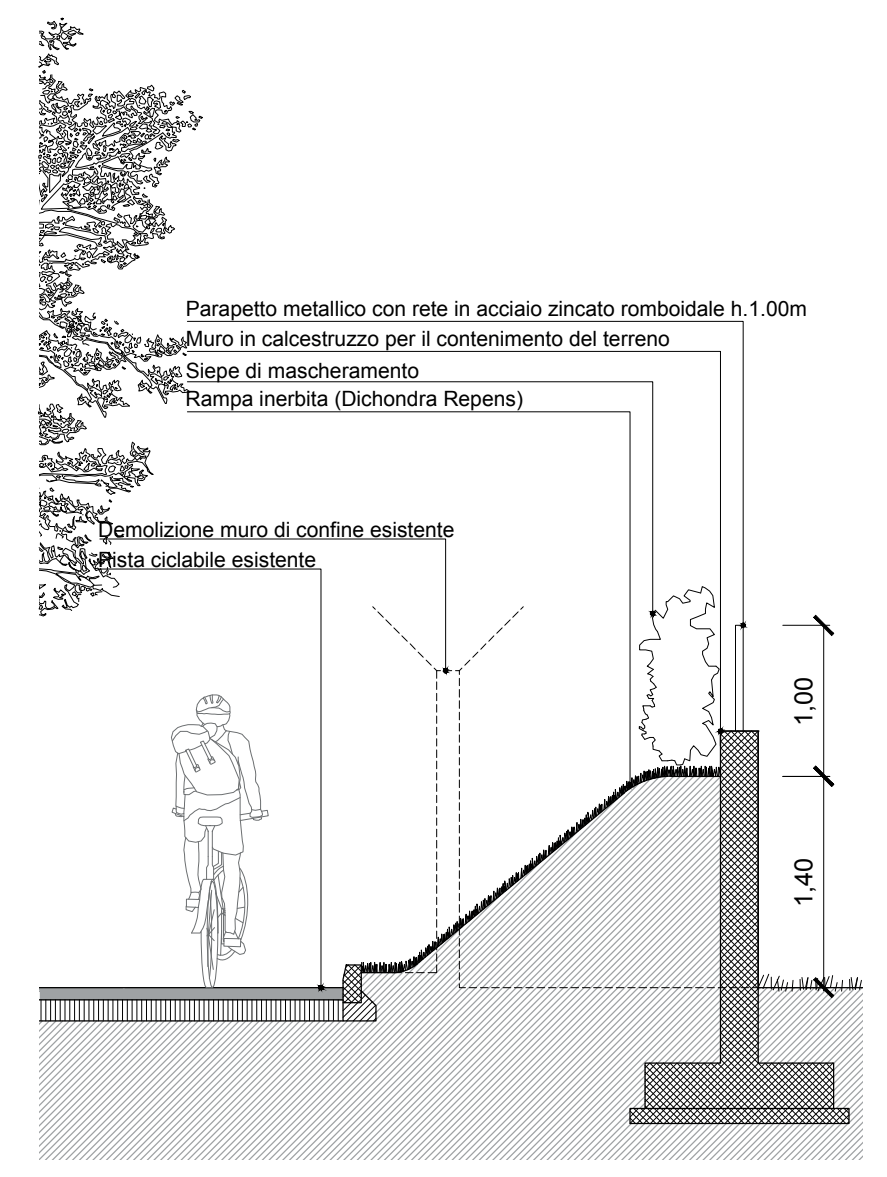 Parapetto metallico con rete in acciaio zincato romboidale h.1.00m
Muro in calcestruzzo per il contenimento del terreno
Siepe di mascheramento
Rampa inerbita (Dichondra Repens)
Demolizione muro di confine esistente
Pista ciclabile esistente
1,00
1,40